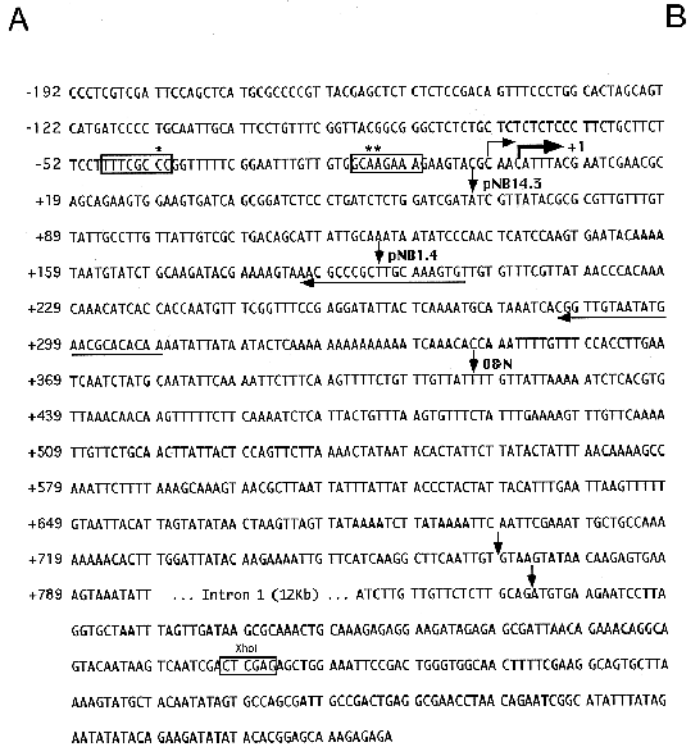 A B
-192 CCCTCGTCGA TTCCAGCTCA TGCGCCCCGT TACGAGCTCT CTCTCCGACA GTTTCCCTGG CACTAGCAGT
-122 CATGATCCCC TGCAATTGCA TTCCTGTTTC GGTTACGGCG GGCTCTCTGC TCTCTCTCCC TTCTGCTTCT
* ** +1
-52 TCCTTTTCGCC CCGGTTTTTC GGAATTTGTT GTGGCAAGAA AGAAGTACGC AACATTTACG AATCGAACGC
pNB14.3
+19 AGCAGAAGTG GAAGTGATCA GCGGATCTCC CTGATCTCTG GATCGATATC GTTATACGCG CGTTGTTTGT
+89 TATTGCCTTG TTATTGTCGC TGACAGCATT ATTGCAAATA ATATCCCAAC TCATCCAAGT GAATACAAAA
pNB1.4
+159 TAATGTATCT GCAAGATACG AAAAGTAAAC GCCCGCTTGC AAAGTGTTGT GTTTCGTTAT AACCCACAAA
+229 CAAACATCAC CACCAATGTT TCGGTTTCCG AGGATATTAC TCAAAATGCA TAAATCACGG TTGTAATATG
+299 AACGCACACA AAATATTATA ATACTCAAAA AAAAAAAAAA TCAAACACCA AATTTTGTTT CCACCTTGAA
0&N
+369 TCAATCTATG CAATATTCAA AATTCTTTCA AGTTTTCTGT TTGTTATTTT GTTATTAAAA ATCTCACGTG
+439 TTAAACAACA AGTTTTTCTT CAAAATCTCA TTACTGTTTA AGTGTTTCTA TTTGAAAAGT TTGTTCAAAA
+509 TTGTTCTGCA ACTTATTACT CCAGTTCTTA AAACTATAAT ACACTATTCT TATACTATTT AACAAAAGCC
+579 AAATTCTTTT AAAGCAAAGT AACGCTTAAT TATTTATTAT ACCCTACTAT TACATTTGAA TTAAGTTTTT
+649 GTAATTACAT TAGTATATAA CTAAGTTAGT TATAAAATCT TATAAAATTC AATTCGAAAT TGCTGCCAAA
+719 AAAAACACTT TGGATTATAC AAGAAAATTG TTCATCAAGG CTTCAATTGT GTAAGTATAA CAAGAGTGAA
+789 AGTAAATATT ... Intron 1 (12Kb) ... ATCTTG TTGTTCTCTT GCAGATGTGA AGAATCCTTA
GGTGCTAATT TAGTTGATAA GCGCAAACTG CAAAGAGAGG AAGATAGAGA GCGATTAACA GAAACAGGCA
XhoI
GTACAATAAG TCAATCGACT CGAGAGCTGG AAATTCCGAC TGGGTGGCAA CTTTTCGAAG GCAGTGCTTA
AAAGTATGCT ACAATATAGT GCCAGCGATT GCCGACTGAG GCGAACCTAA CAGAATCGGC ATATTTATAG
AATATATACA GAAGATATAT ACACGGAGCA AAGAGAGA